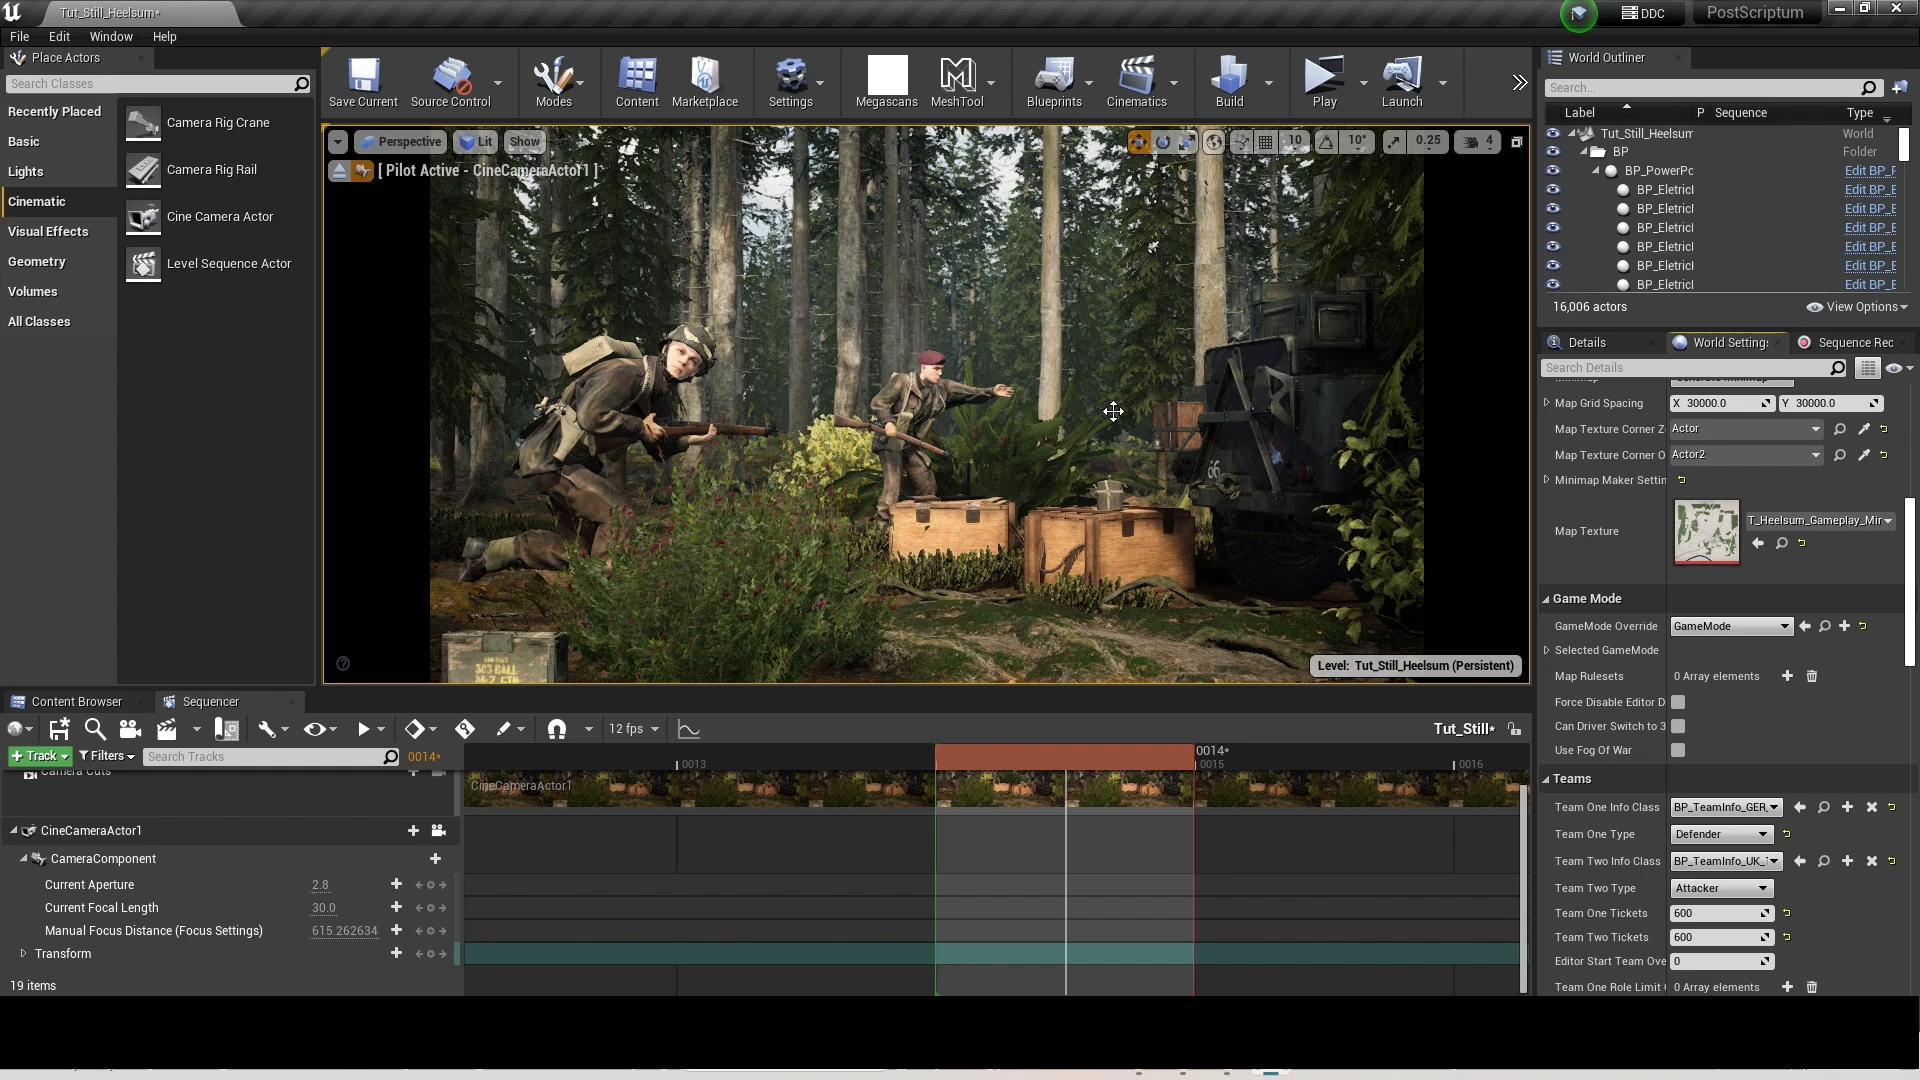 Tut_Still_Heelsum*
DDC
PostScriptum
File
Edit
Window
Help
Place Actors
Search Classes
Recently Placed
Basic
Lights
Cinematic
Visual Effects
Geometry
Volumes
All Classes
Camera Rig Crane
Camera Rig Rail
Cine Camera Actor
Level Sequence Actor
Save Current
Source Control
Modes
Content
Marketplace
Settings
Megascans
MeshTool
Blueprints
Cinematics
Build
Play
Launch
Perspective
Lit
Show
10
10°
0.25
4
[ Pilot Active - CineCameraActor1 ]
Level: Tut_Still_Heelsum (Persistent)
World Outliner
Search...
Label
P
Sequence
Type
Tut_Still_Heelsum
World
BP
Folder
BP_PowerPc
Edit BP_F
BP_Eletricl
Edit BP_E
BP_Eletricl
Edit BP_E
BP_Eletricl
Edit BP_E
BP_Eletricl
Edit BP_E
BP_Eletricl
Edit BP_E
BP_Eletricl
Edit BP_E
16,006 actors
View Options
Details
World Settings
Sequence Rec
Search Details
Map Grid Spacing
X 30000.0
Y 30000.0
Map Texture Corner Z
Actor
Map Texture Corner O
Actor2
Minimap Maker Settin
Map Texture
T_Heelsum_Gameplay_Mir
Game Mode
GameMode Override
GameMode
Selected GameMode
Map Rulesets
0 Array elements
Force Disable Editor D
Can Driver Switch to 3
Use Fog Of War
Teams
Team One Info Class
BP_TeamInfo_GER_
Team One Type
Defender
Team Two Info Class
BP_TeamInfo_UK_
Team Two Type
Attacker
Team One Tickets
600
Team Two Tickets
600
Editor Start Team Ove
0
Team One Role Limit
0 Array elements
Content Browser
Sequencer
12 fps
Tut_Still*
Track
Filters
Search Tracks
0014*
0014*
0013
0015
0016
Camera Cuts
CineCameraActor1
CineCameraActor1
CameraComponent
Current Aperture
2.8
Current Focal Length
30.0
Manual Focus Distance (Focus Settings)
615.262634
Transform
19 items